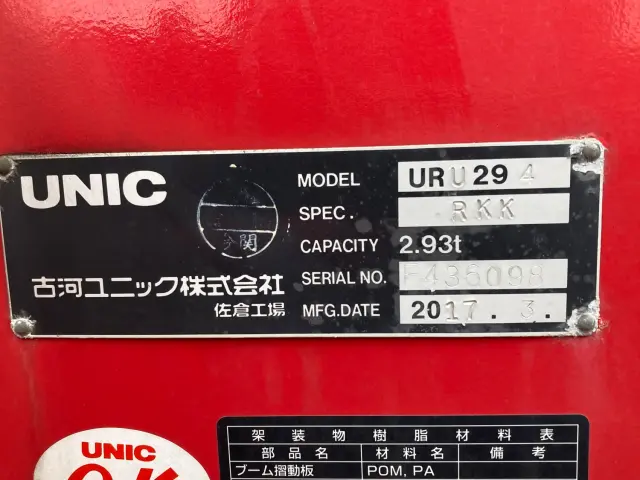 UNIC
MODEL URU294
SPEC. RKK
CAPACITY 2.93t
古河ユニック株式会社
佐倉工場
SERIAL NO.
MFG.DATE 2017.3.
UNIC
架装物樹脂材料表
部品名 材料名 備考
ブーム摺動板 POM, PA